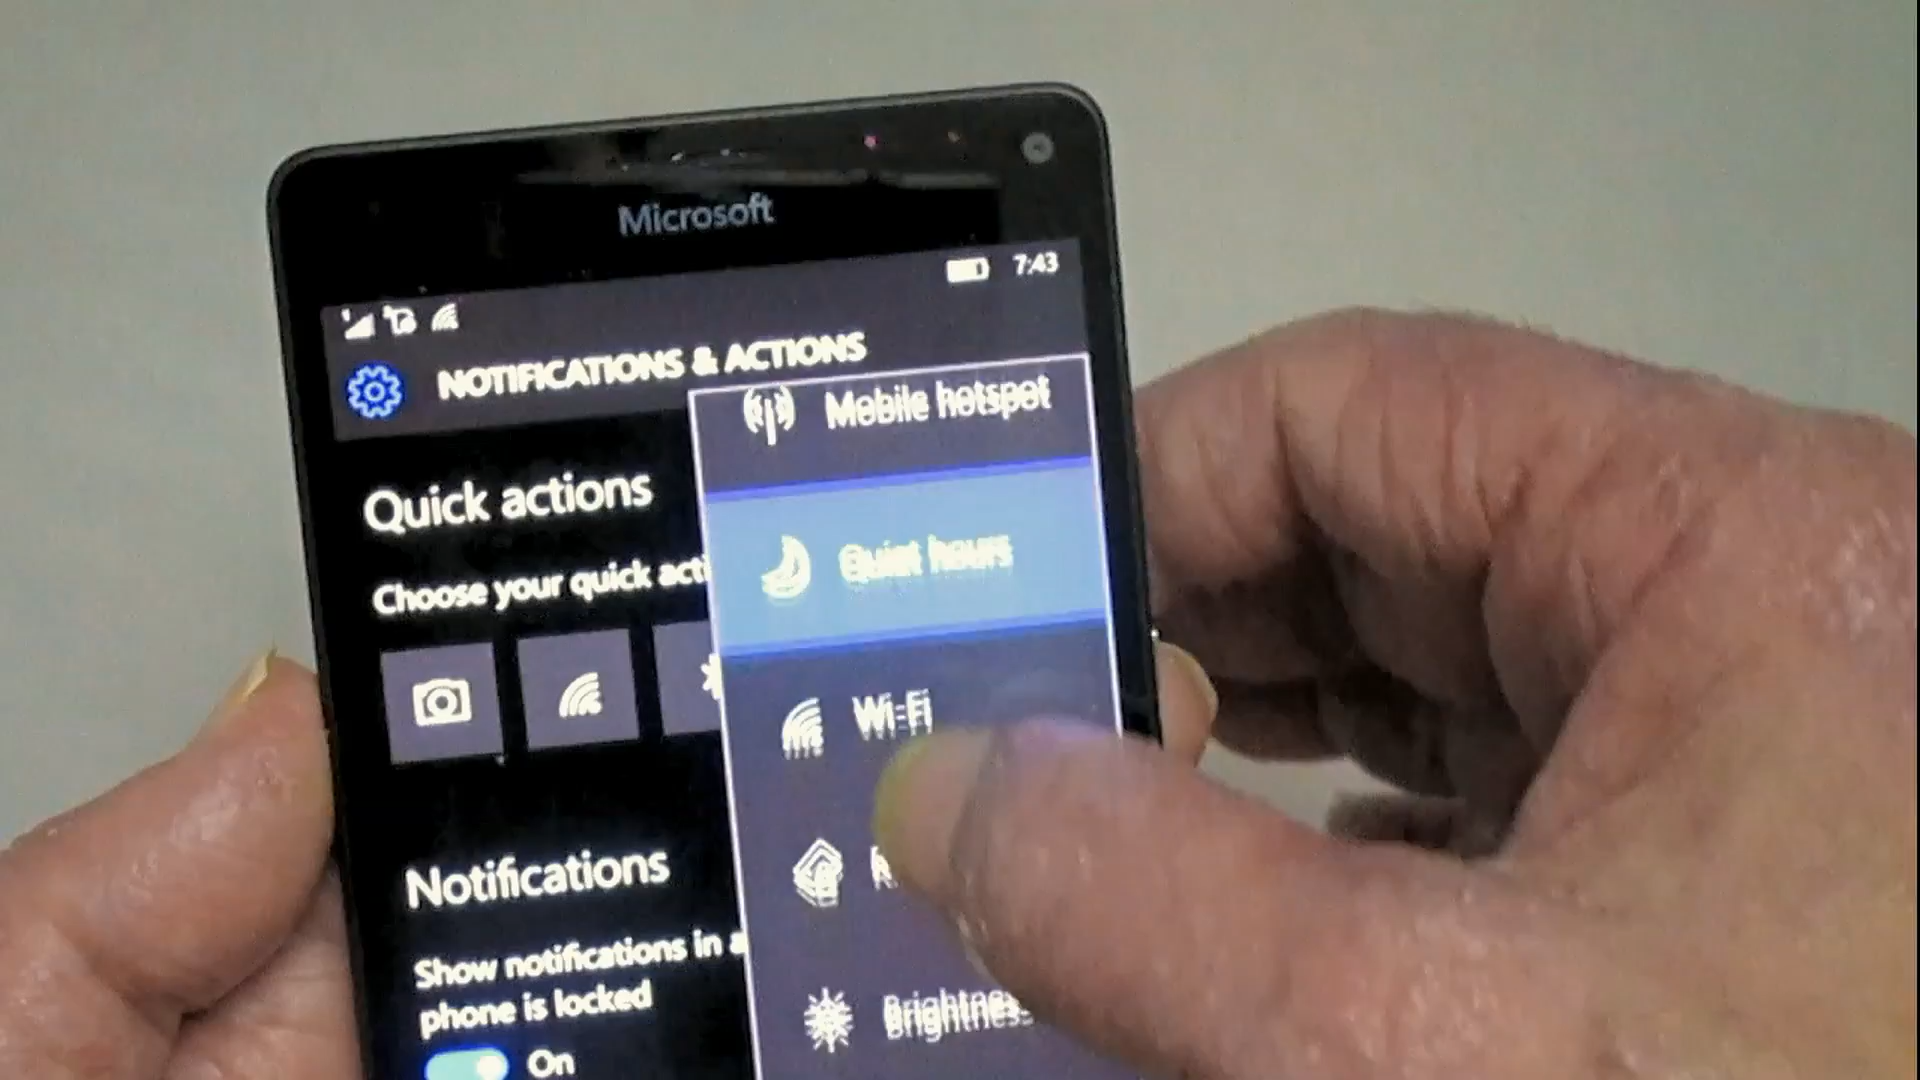 Microsoft
7:43
NOTIFICATIONS & ACTIONS
Mobile hotspot
Quick actions
Quiet hours
Choose your quick acti
Wi-Fi
Notifications
Show notifications in a
phone is locked
Brightness
On